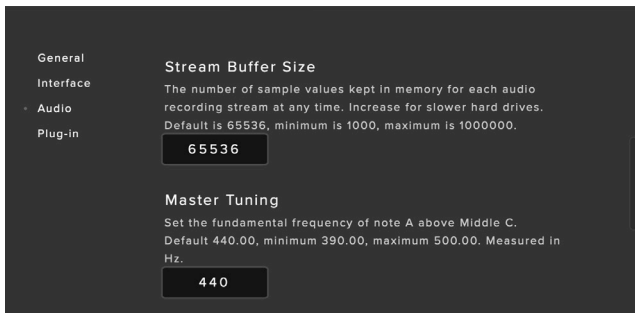 General
Interface
Audio
Plug-in
Stream Buffer Size
The number of sample values kept in memory for each audio
recording stream at any time. Increase for slower hard drives.
Default is 65536, minimum is 1000, maximum is 1000000.
65536
Master Tuning
Set the fundamental frequency of note A above Middle C.
Default 440.00, minimum 390.00, maximum 500.00. Measured in
Hz.
440